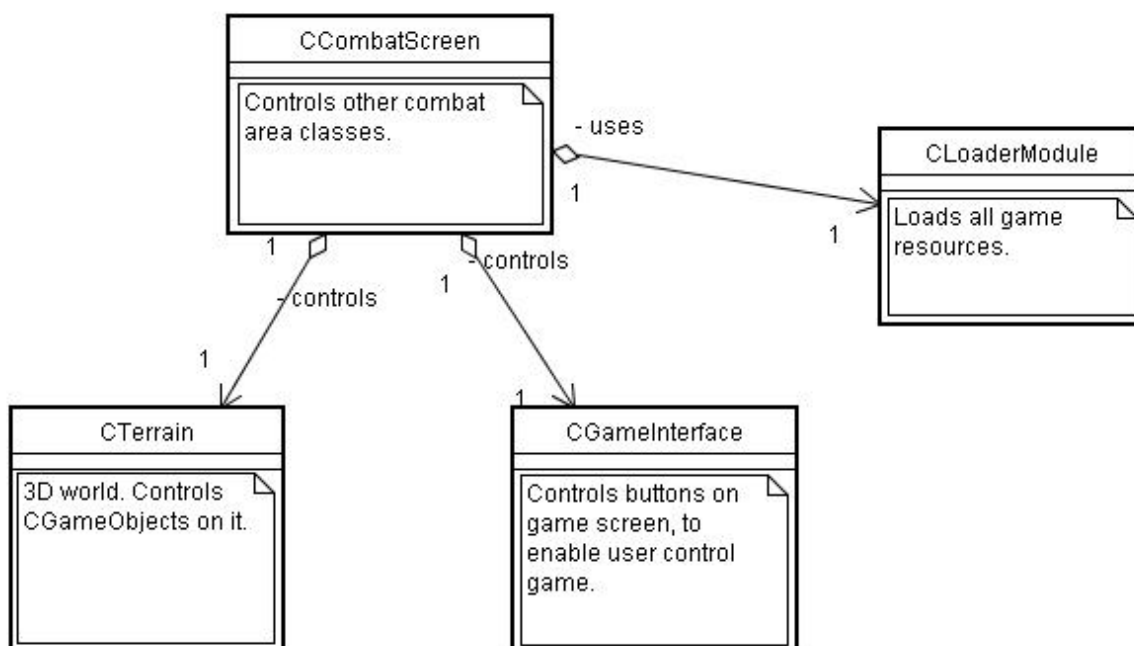 CCombatScreen
Controls other combat
area classes.
- uses
1
1
CLoaderModule
Loads all game
resources.
1
- controls
1
1
- controls
1
1
CTerrain
3D world. Controls
CGameObjects on it.
CGameInterface
Controls buttons on
game screen, to
enable user control
game.